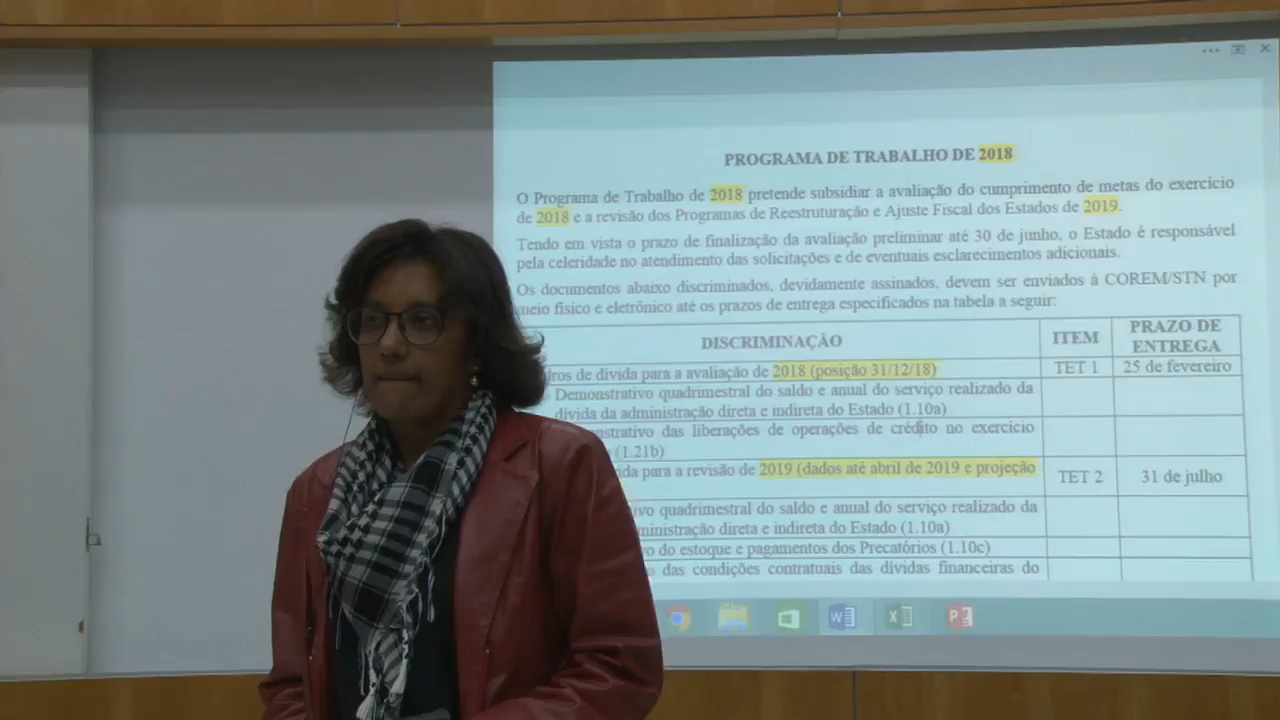 PROGRAMA DE TRABALHO DE 2018
O Programa de Trabalho de 2018 pretende subsidiar a avaliação do cumprimento de metas do exercício
de 2018 e a revisão dos Programas de Reestruturação e Ajuste Fiscal dos Estados de 2019.
Tendo em vista o prazo de finalização da avaliação preliminar até 30 de junho, o Estado é responsável
pela celeridade no atendimento das solicitações e de eventuais esclarecimentos adicionais.
Os documentos abaixo discriminados, devidamente assinados, devem ser enviados à COREM/STN por
meio físico e eletrônico até os prazos de entrega especificados na tabela a seguir:
DISCRIMINAÇÃO ITEM PRAZO DE
ENTREGA
de dívida para a avaliação de 2018 (posição 31/12/18) TET 1 25 de fevereiro
Demonstrativo quadrimestral do saldo e anual do serviço realizado da
dívida da administração direta e indireta do Estado (1.10a)
das liberações de operações de crédito no exercício
(1.21b)
para a revisão de 2019 (dados até abril de 2019 e projeção
TET 2 31 de julho
quadrimestral do saldo e anual do serviço realizado da
direta e indireta do Estado (1.10a)
do estoque e pagamentos dos Precatórios (1.10c)
das condições contratuais das dívidas financeiras do